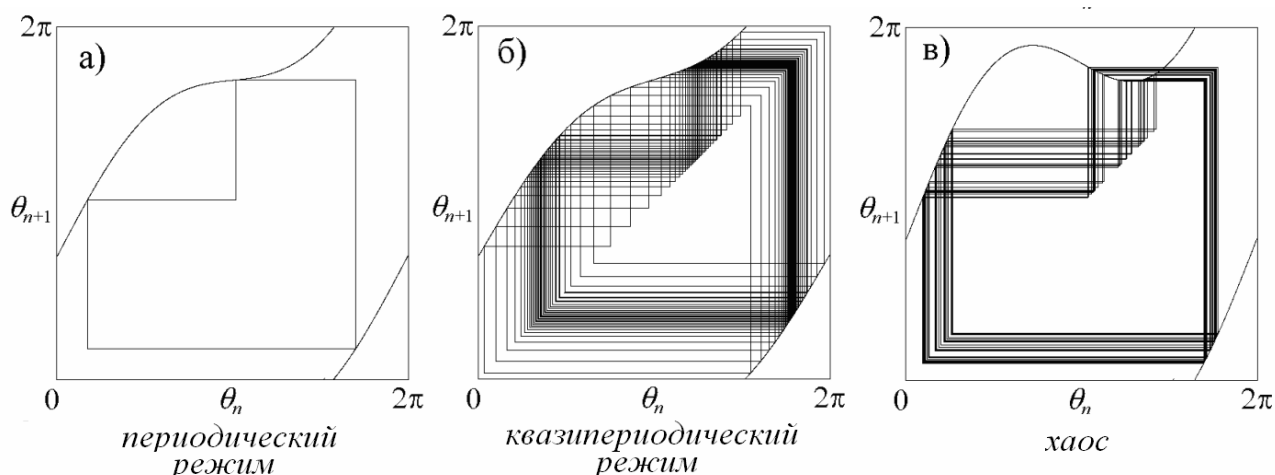 2π
а)
θn+1
0
θn
2π
периодический
режим
2π
б)
θn+1
0
θn
2π
квазипериодический
режим
2π
в)
θn+1
0
θn
2π
хаос